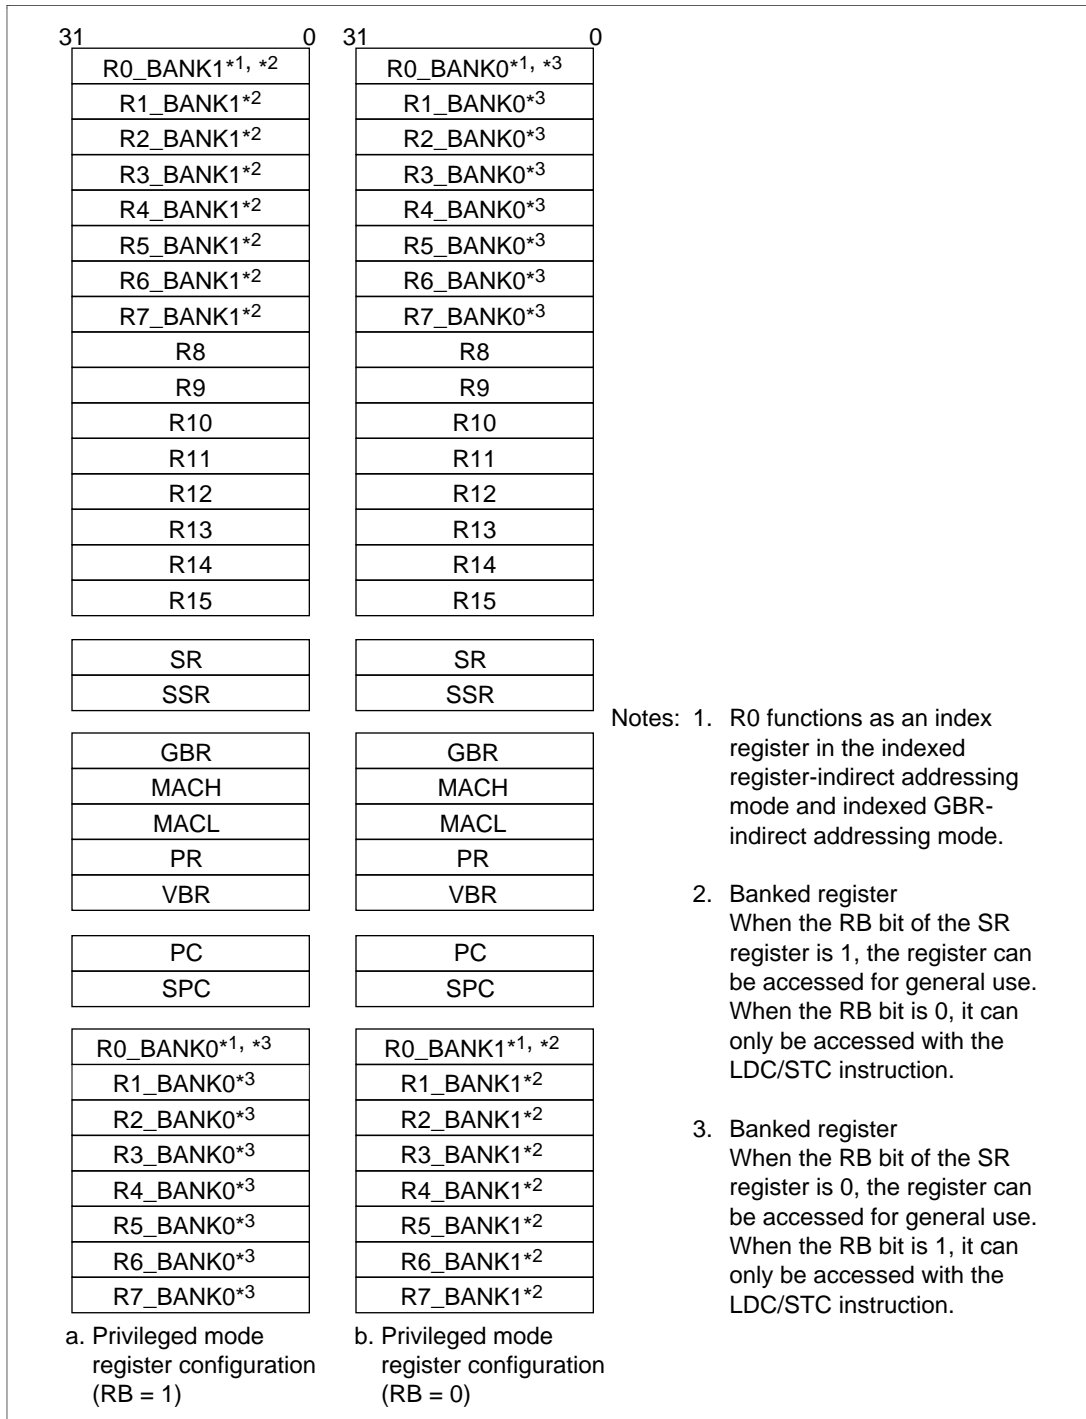 31 0 31 0
R0_BANK1*1, *2 R0_BANK0*1, *3
R1_BANK1*2 R1_BANK0*3
R2_BANK1*2 R2_BANK0*3
R3_BANK1*2 R3_BANK0*3
R4_BANK1*2 R4_BANK0*3
R5_BANK1*2 R5_BANK0*3
R6_BANK1*2 R6_BANK0*3
R7_BANK1*2 R7_BANK0*3
R8 R8
R9 R9
R10 R10
R11 R11
R12 R12
R13 R13
R14 R14
R15 R15
SR SR
SSR SSR
GBR GBR
MACH MACH
MACL MACL
PR PR
VBR VBR
PC PC
SPC SPC
R0_BANK0*1, *3 R0_BANK1*1, *2
R1_BANK0*3 R1_BANK1*2
R2_BANK0*3 R2_BANK1*2
R3_BANK0*3 R3_BANK1*2
R4_BANK0*3 R4_BANK1*2
R5_BANK0*3 R5_BANK1*2
R6_BANK0*3 R6_BANK1*2
R7_BANK0*3 R7_BANK1*2
a. Privileged mode
register configuration
(RB = 1)
b. Privileged mode
register configuration
(RB = 0)
Notes: 1. R0 functions as an index
register in the indexed
register-indirect addressing
mode and indexed GBR-
indirect addressing mode.
2. Banked register
When the RB bit of the SR
register is 1, the register can
be accessed for general use.
When the RB bit is 0, it can
only be accessed with the
LDC/STC instruction.
3. Banked register
When the RB bit of the SR
register is 0, the register can
be accessed for general use.
When the RB bit is 1, it can
only be accessed with the
LDC/STC instruction.